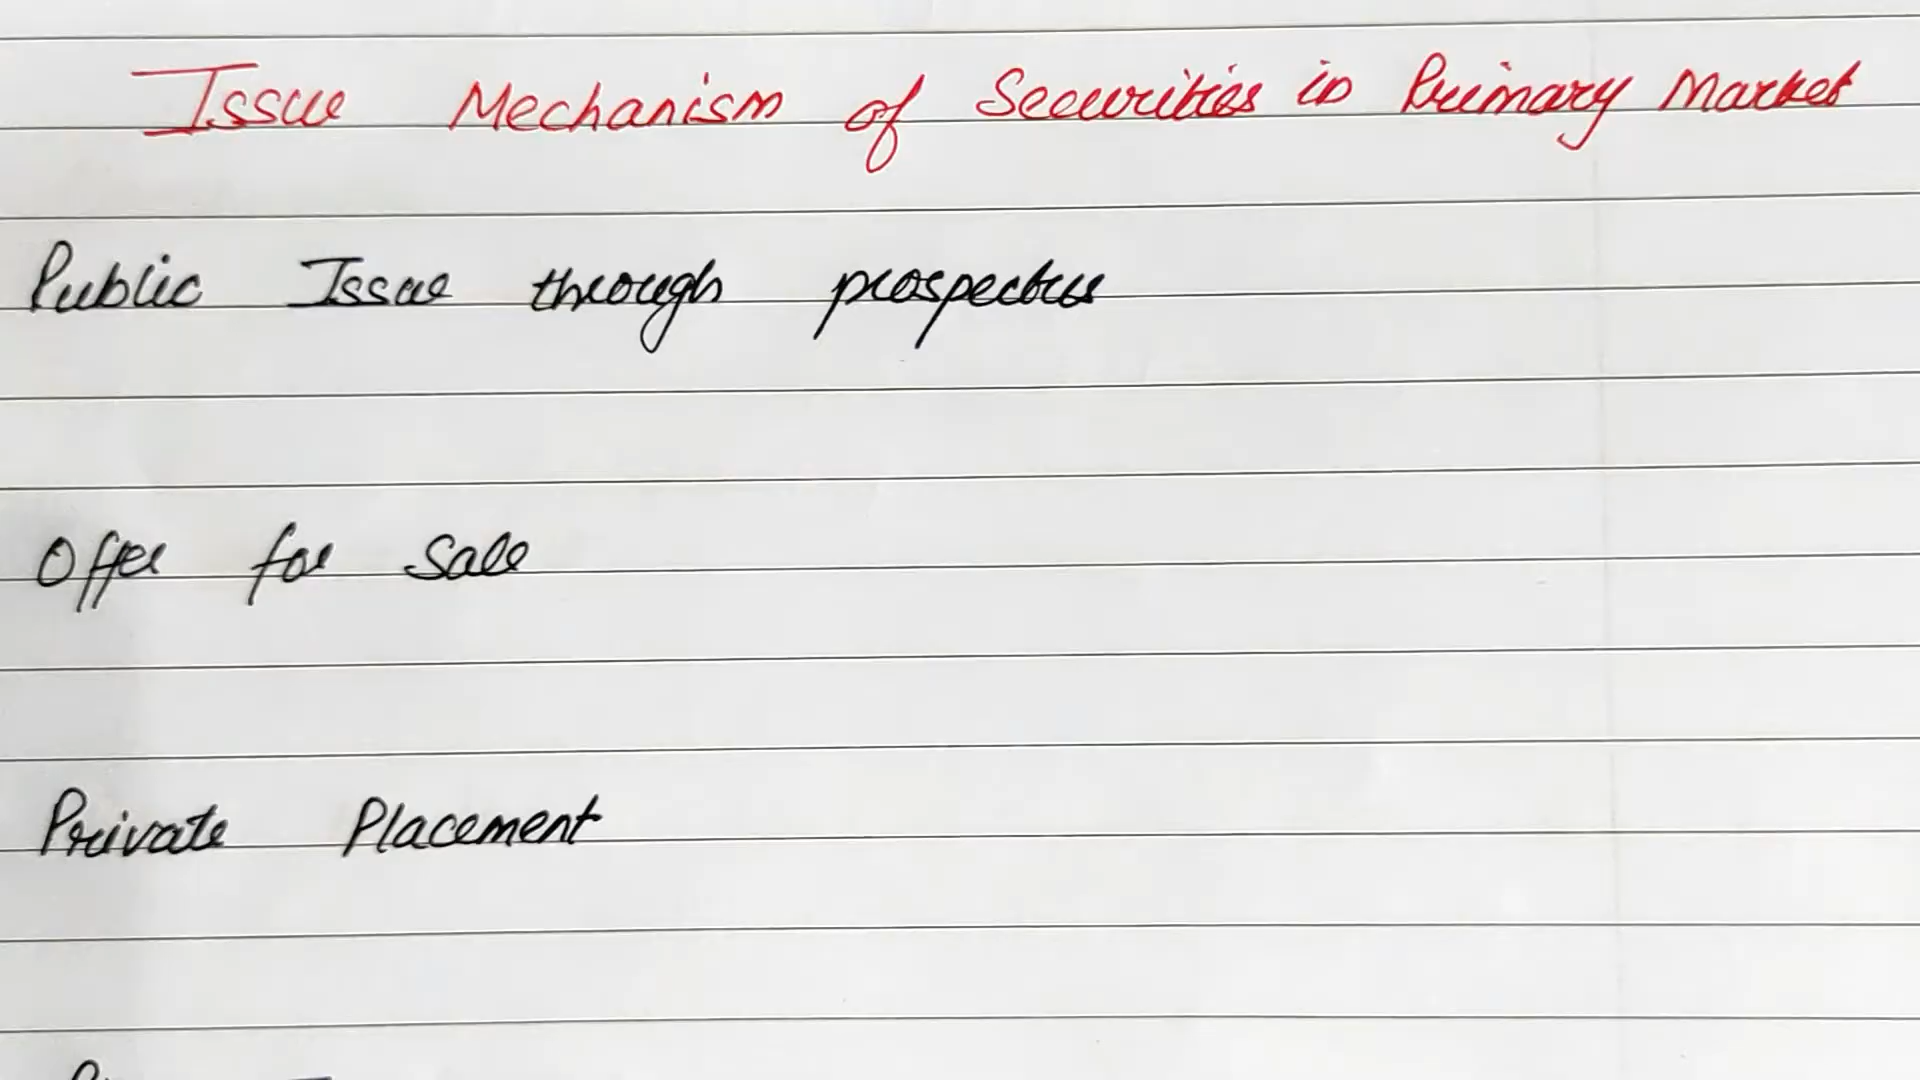 Issue Mechanism of Securities in Primary Market
Public Issue through prospectus
Offer for Sale
Private Placement